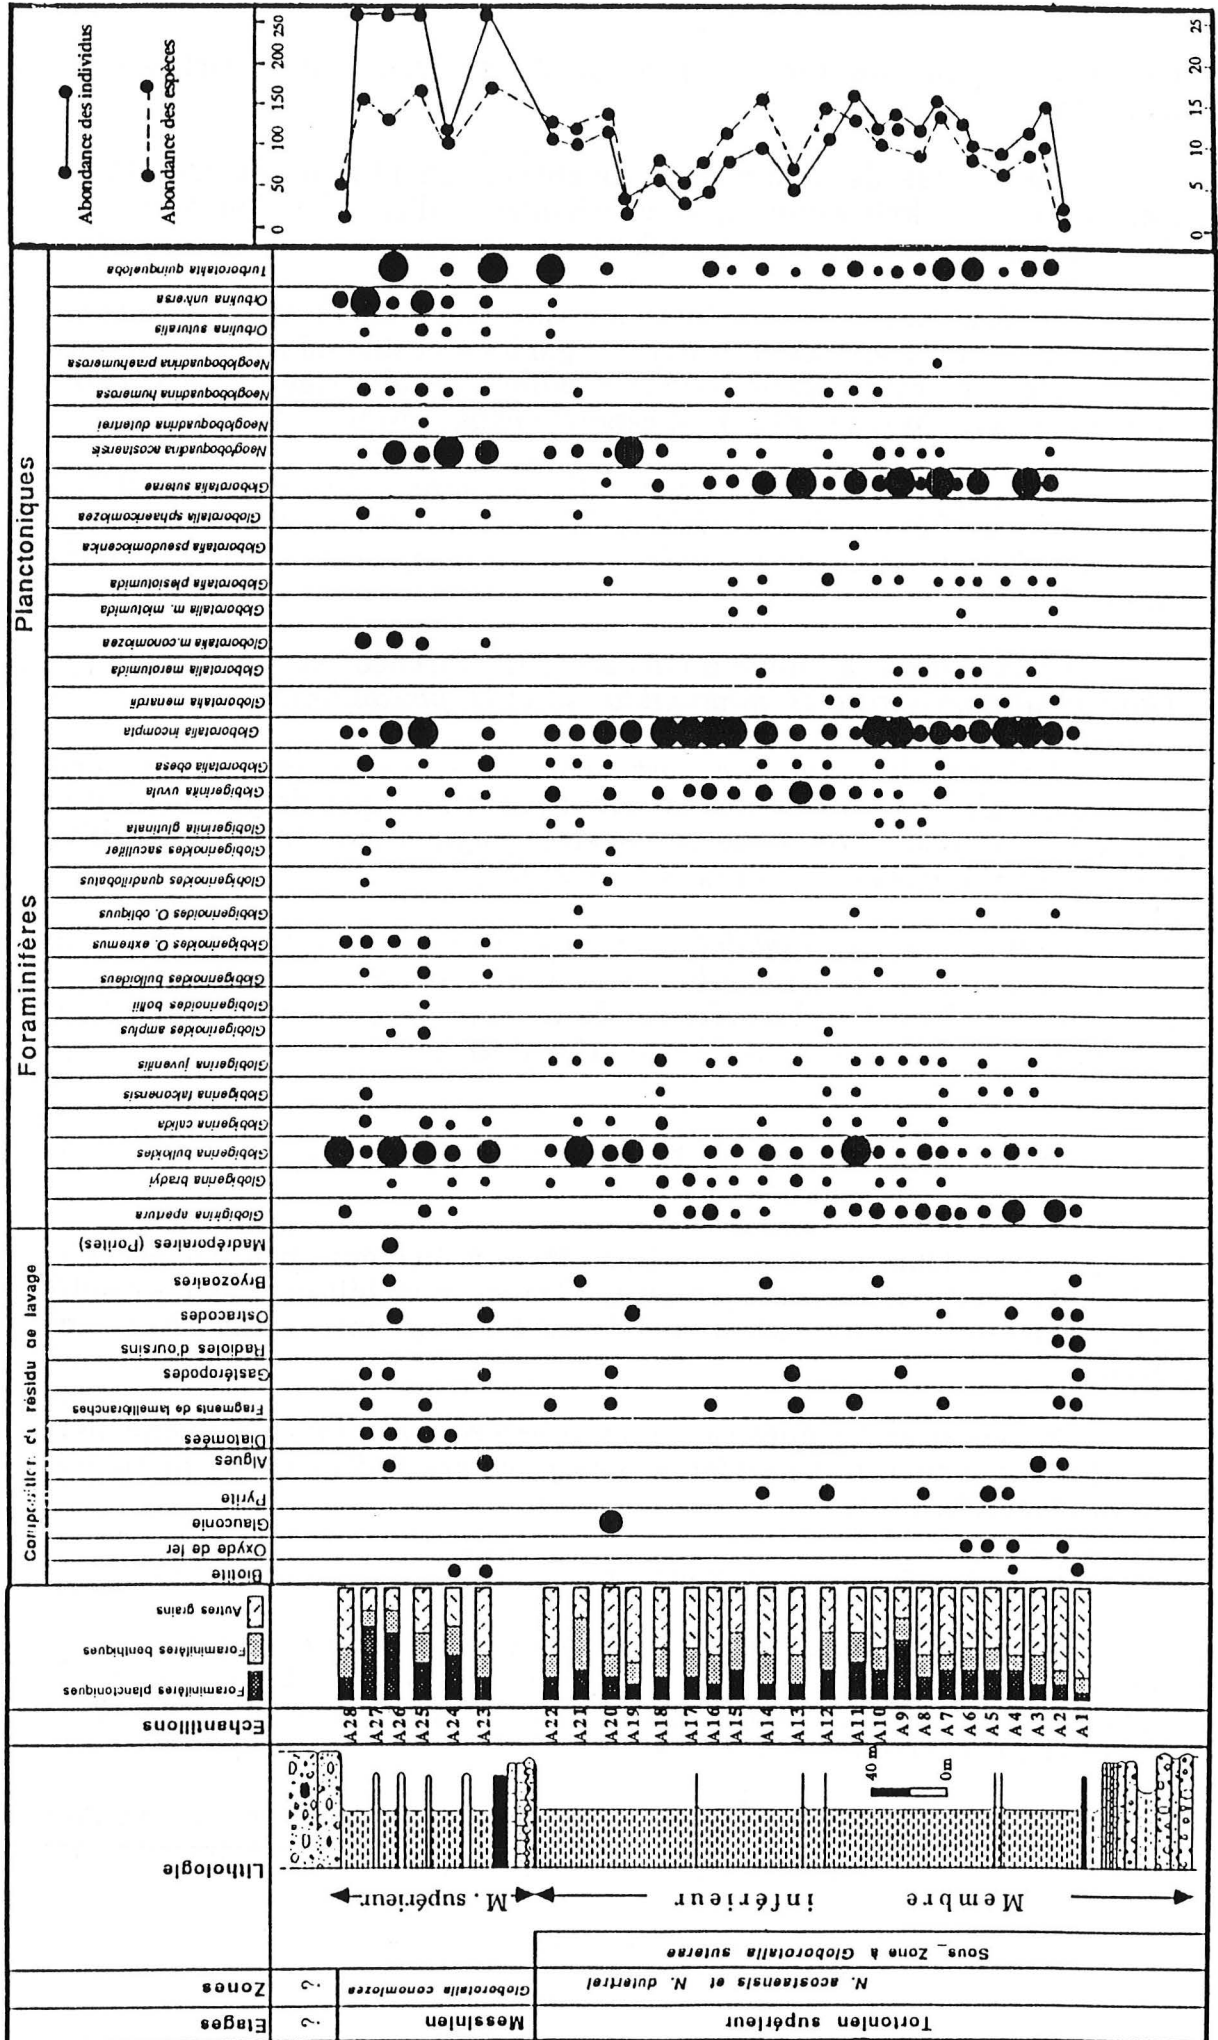 Abondance des individus
Abondance des espèces
0 50 100 150 200 250
0 5 10 15 20 25
Foraminifères Planctoniques
Turborotalita quinqueloba
Orbulina universa
Orbulina suturalis
Neogloboquadrina praehumerosa
Neogloboquadrina humerosa
Neogloboquadrina dutertrei
Neogloboquadrina acostaensis
Globorotalia suterae
Globorotalia sphaericomiozea
Globorotalia pseudomiocenica
Globorotalia plesiotumida
Globorotalia m. miotumida
Globorotalia m.conomiozea
Globorotalia merotumida
Globorotalia menardii
Globorotalia incompta
Globorotalia obesa
Globigerinita uvula
Globigerinita glutinata
Globigerinoides sacullifer
Globigerinoides quadrilobatus
Globigerinoides O. obliquus
Globigerinoides O. extremus
Globigerinoides bulloideus
Globigerinoides bollii
Globigerinoides amplus
Globigerina juvenilis
Globigerina falconensis
Globigerina calida
Globigerina bulloides
Globigerina bradyi
Globigirina apertura
Composition du résidu de lavage
Madréporaires (Porites)
Bryozoaires
Ostracodes
Radioles d'oursins
Gastéropodes
Fragments de lamellibranches
Diatomées
Algues
Pyrite
Glauconie
Oxyde de fer
Biotite
Autres grains
Foraminifères benthiques
Foraminifères planctoniques
Echantillons
A28
A27
A26
A25
A24
A23
A22
A21
A20
A19
A18
A17
A16
A15
A14
A13
A12
A11
A10
A9
A8
A7
A6
A5
A4
A3
A2
A1
Lithologie
40 m
0m
M. supérieur
Membre inférieur
Sous_Zone à Globorotalia suterae
Zones
?
Globorotalia conomiozea
N. acostaensis et N. dutertrei
Etages
?
Messinien
Tortonien supérieur